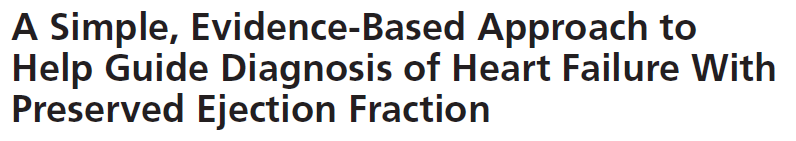 A Simple, Evidence-Based Approach to
Help Guide Diagnosis of Heart Failure With
Preserved Ejection Fraction